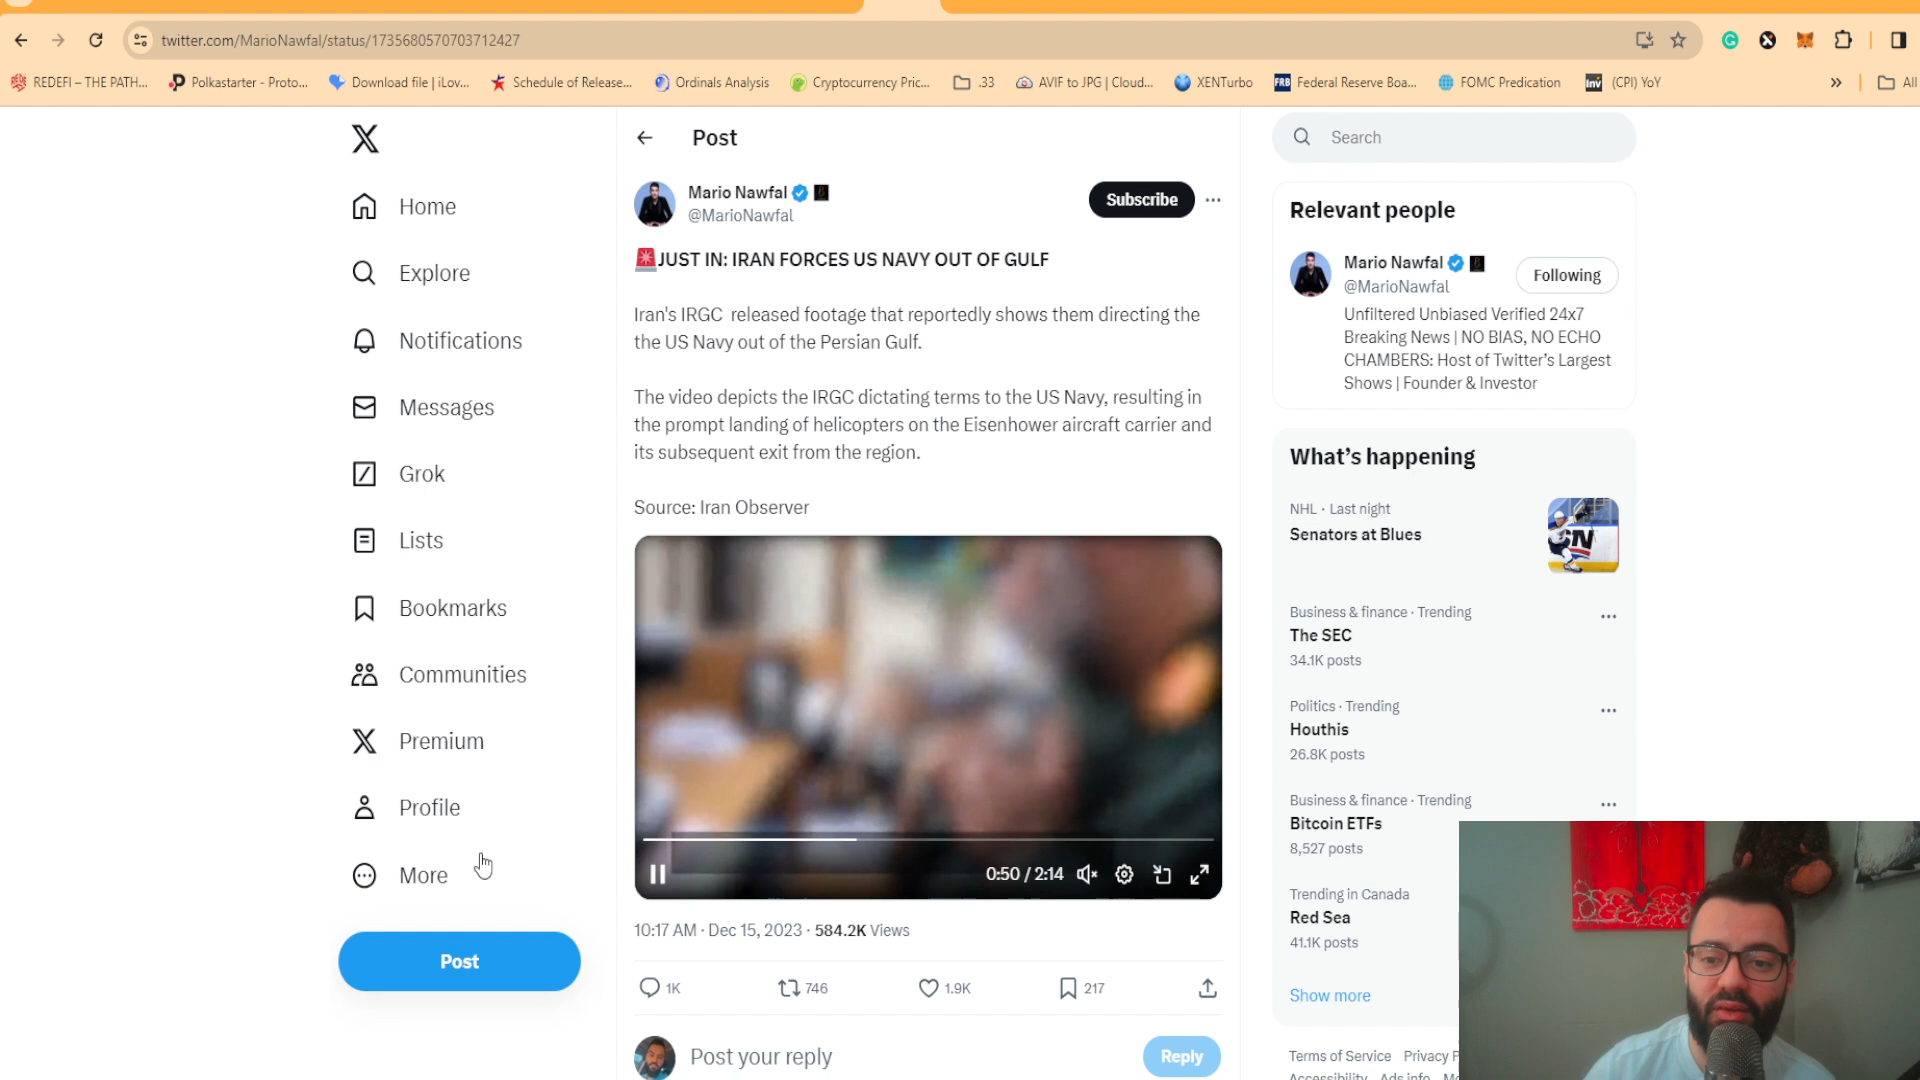 twitter.com/MarioNawfal/status/1735680570703712427
REDEFI – THE PATH... Polkastarter - Proto... Download file | iLov... Schedule of Release... Ordinals Analysis Cryptocurrency Pric... .33 AVIF to JPG | Cloud... XENTurbo FRB Federal Reserve Boa... FOMC Predication Inv (CPI) YoY » All
Home
Explore
Notifications
Messages
Grok
Lists
Bookmarks
Communities
Premium
Profile
More
Post
Post
Mario Nawfal
@MarioNawfal
Subscribe
JUST IN: IRAN FORCES US NAVY OUT OF GULF
Iran's IRGC released footage that reportedly shows them directing the
the US Navy out of the Persian Gulf.
The video depicts the IRGC dictating terms to the US Navy, resulting in
the prompt landing of helicopters on the Eisenhower aircraft carrier and
its subsequent exit from the region.
Source: Iran Observer
0:50 / 2:14
10:17 AM · Dec 15, 2023 · 584.2K Views
1K 746 1.9K 217
Post your reply
Reply
Search
Relevant people
Mario Nawfal
@MarioNawfal
Following
Unfiltered Unbiased Verified 24x7
Breaking News | NO BIAS, NO ECHO
CHAMBERS: Host of Twitter's Largest
Shows | Founder & Investor
What's happening
NHL · Last night
Senators at Blues
Business & finance · Trending
The SEC
34.1K posts
Politics · Trending
Houthis
26.8K posts
Business & finance · Trending
Bitcoin ETFs
8,527 posts
Trending in Canada
Red Sea
41.1K posts
Show more
Terms of Service Privacy P
Accessibility Ads info